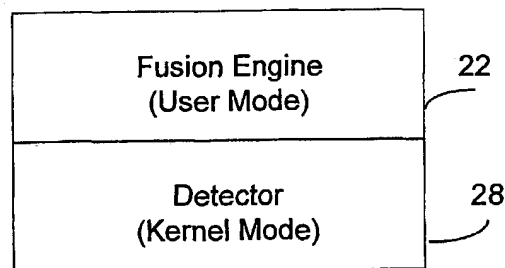 Fusion Engine
(User Mode)
22
Detector
(Kernel Mode)
28